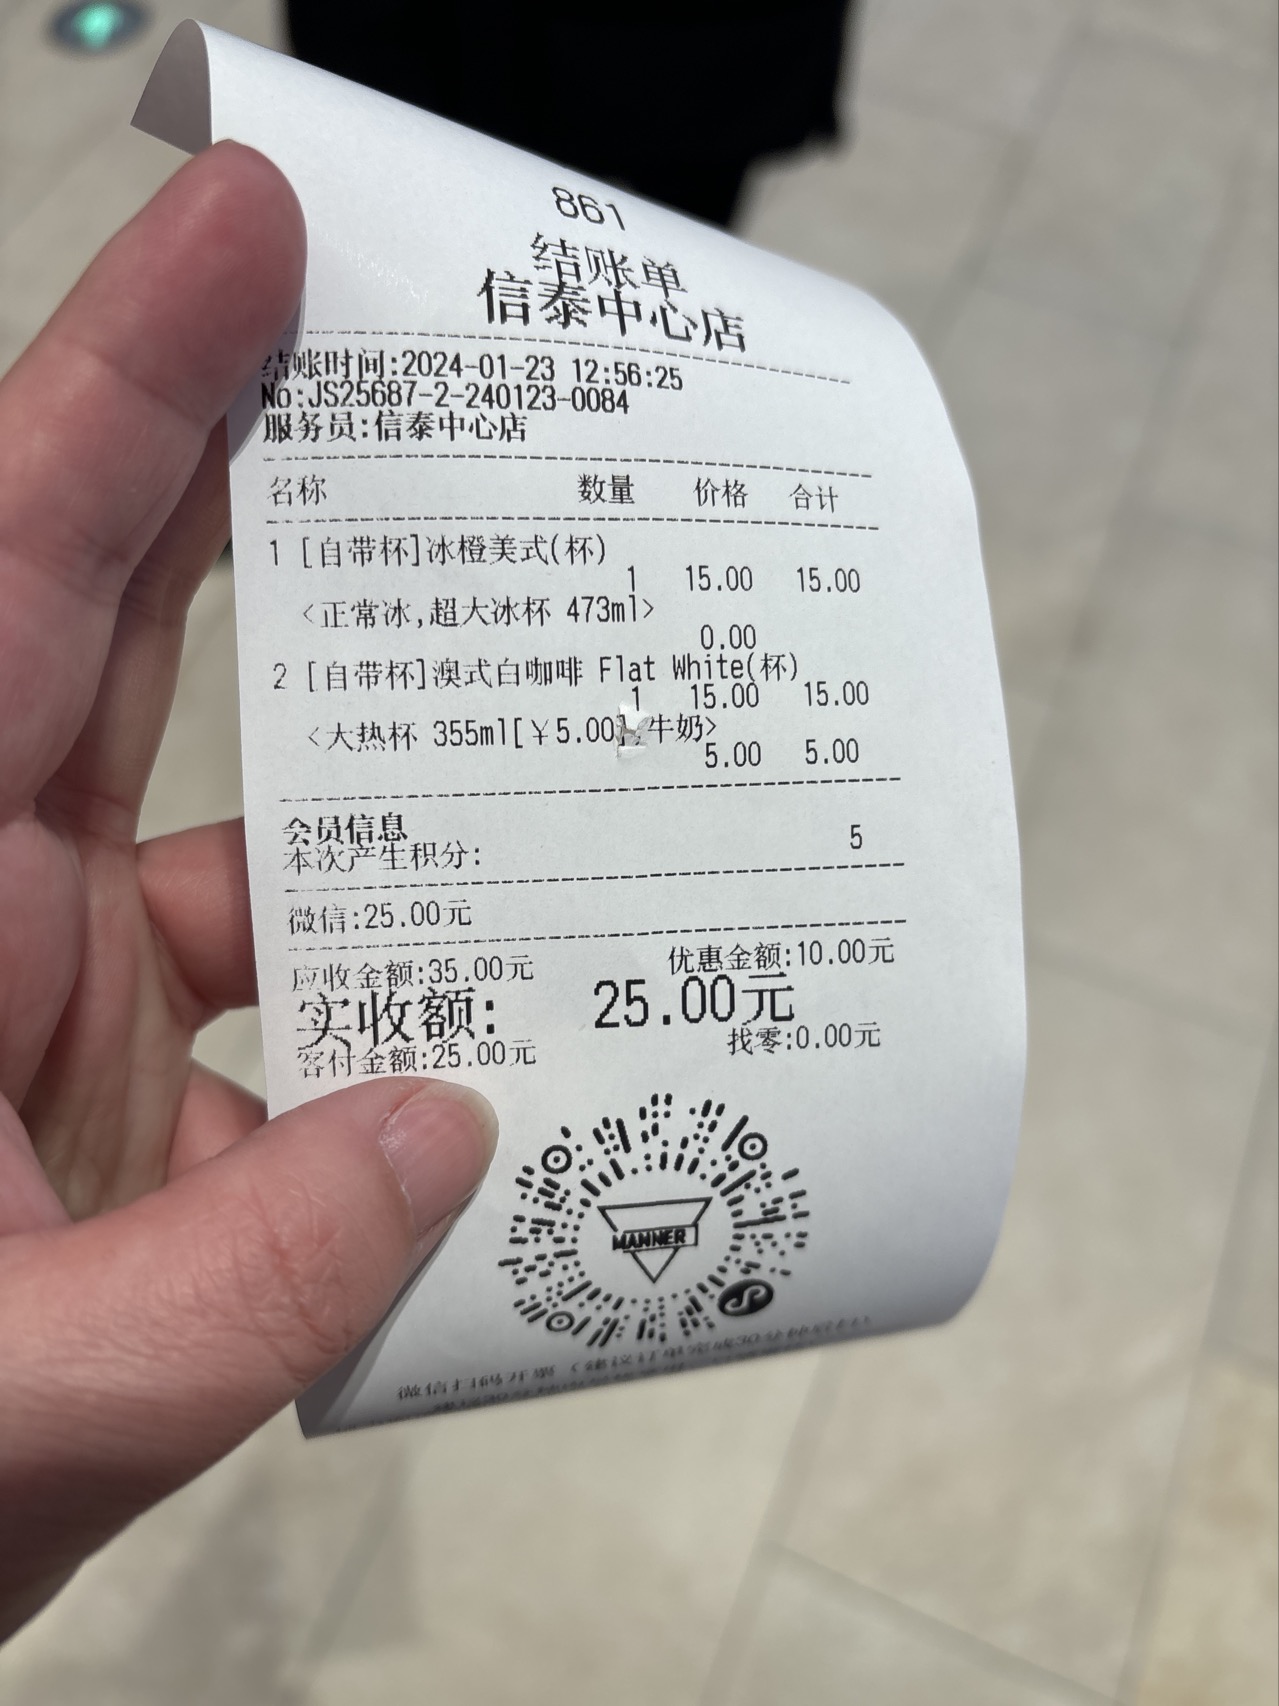 861
结账单
信泰中心店
结账时间:2024-01-23 12:56:25
No:JS25687-2-240123-0084
服务员:信泰中心店
名称 数量 价格 合计
1 [自带杯]冰橙美式(杯)
1 15.00 15.00
<正常冰,超大冰杯 473ml>
0.00
2 [自带杯]澳式白咖啡 Flat White(杯)
1 15.00 15.00
<大热杯 355ml[¥5.00],牛奶>
5.00 5.00
会员信息
本次产生积分: 5
微信:25.00元
应收金额:35.00元 优惠金额:10.00元
实收额: 25.00元
客付金额:25.00元 找零:0.00元
MANNER
微信扫码开票